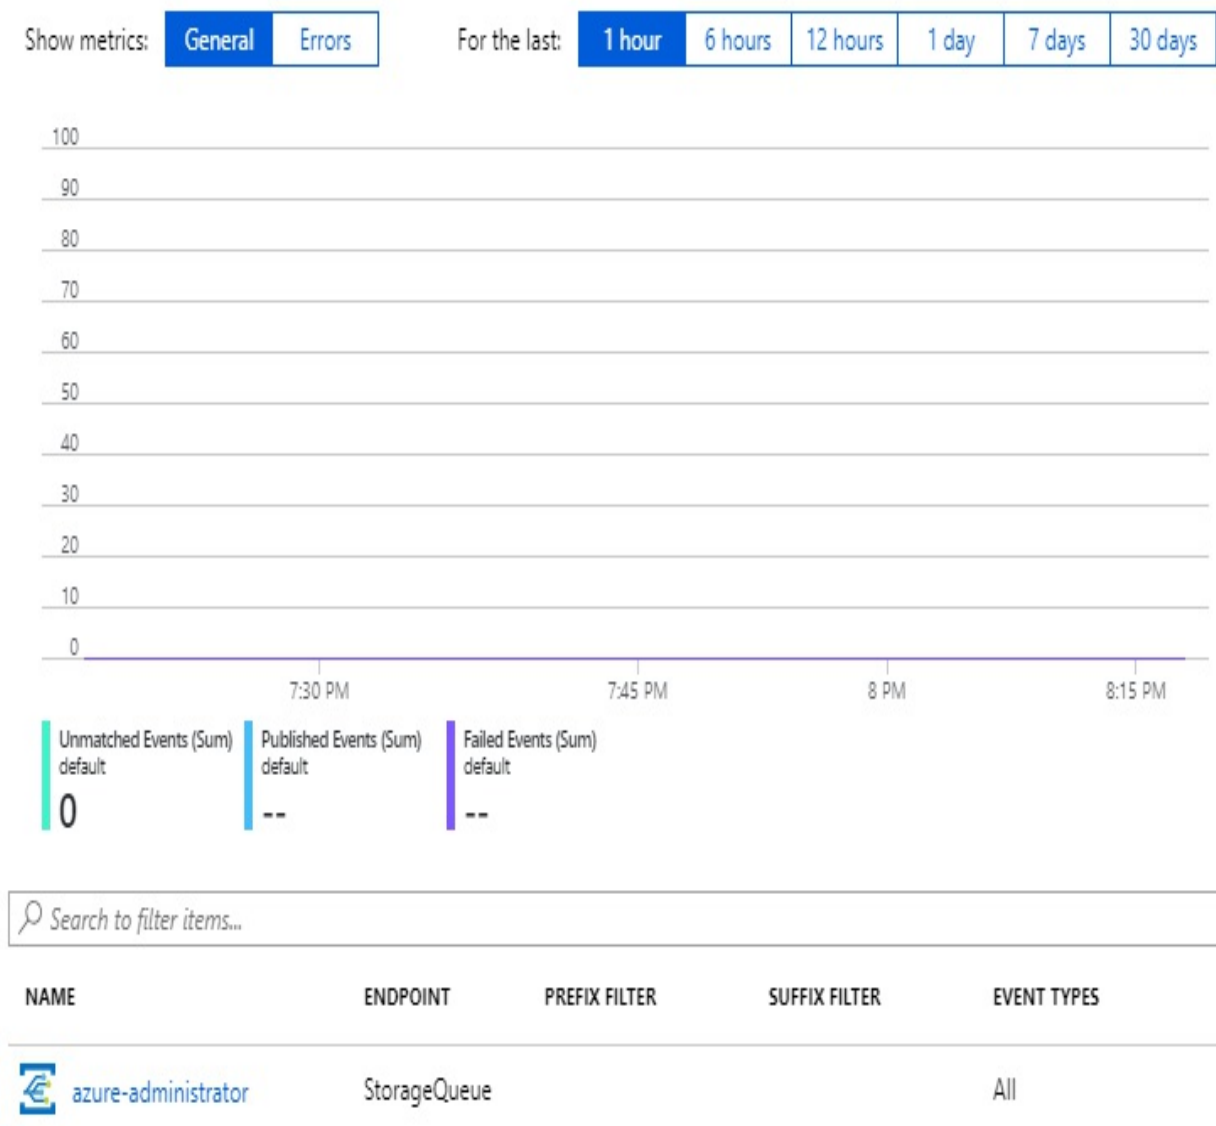 Show metrics: General Errors For the last: 1 hour 6 hours 12 hours 1 day 7 days 30 days
100
90
80
70
60
50
40
30
20
10
0
7:30 PM 7:45 PM 8 PM 8:15 PM
Unmatched Events (Sum) Published Events (Sum) Failed Events (Sum)
default default default
0 -- --
Search to filter items...
NAME ENDPOINT PREFIX FILTER SUFFIX FILTER EVENT TYPES
azure-administrator StorageQueue All